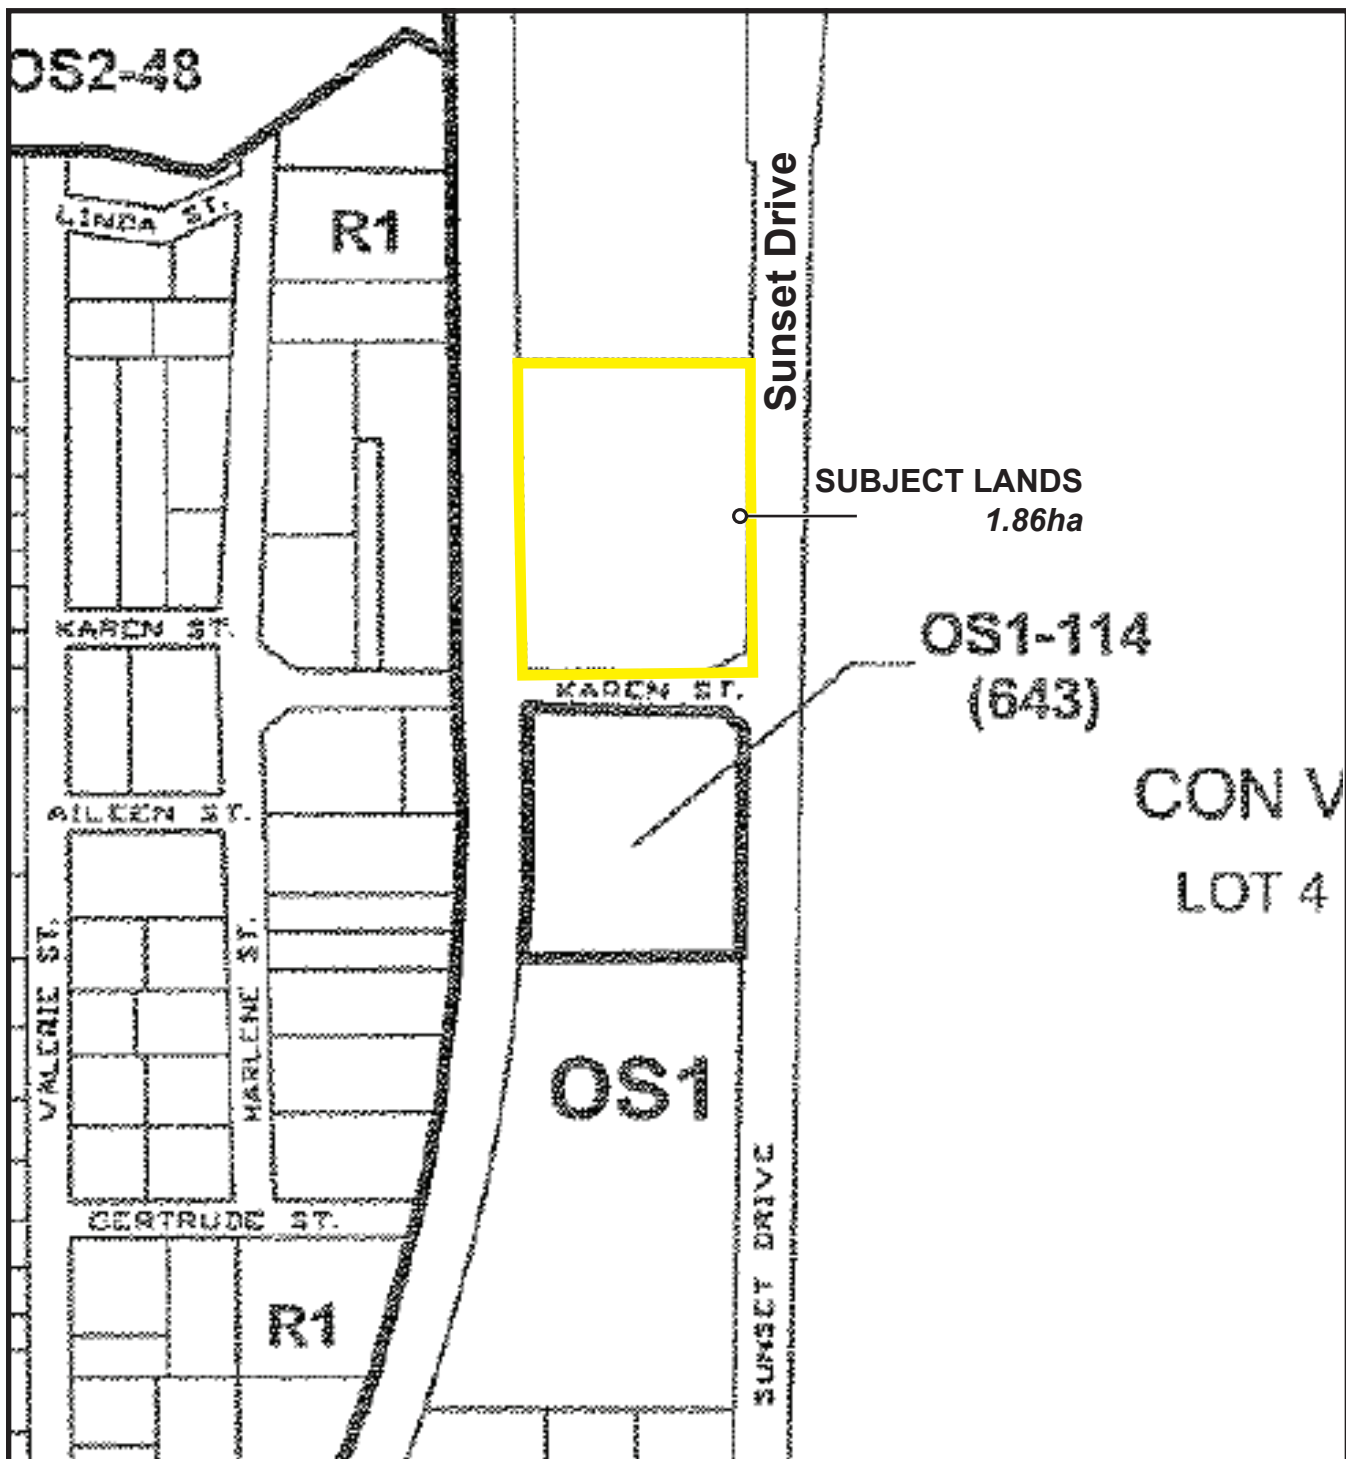 OS2-48
LINDA ST.
R1
Sunset Drive
SUBJECT LANDS
1.86ha
KAREN ST.
OS1-114
(643)
KAREN ST.
CON V
AILEEN ST.
LOT 4
VALERIE ST.
MARLENE ST.
OS1
SUNSET DRIVE
GERTRUDE ST.
R1